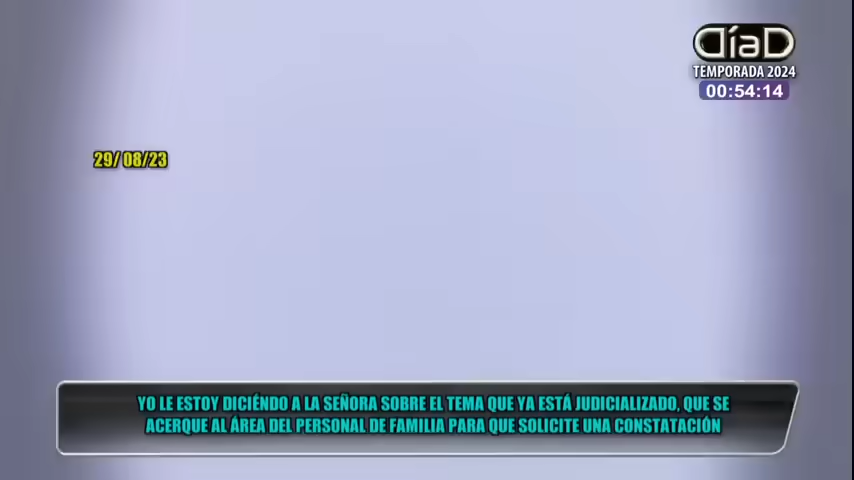 DíaD
TEMPORADA 2024
00:54:14
29/08/23
YO LE ESTOY DICIÉNDO A LA SEÑORA SOBRE EL TEMA QUE YA ESTÁ JUDICIALIZADO, QUE SE
ACERQUE AL ÁREA DEL PERSONAL DE FAMILIA PARA QUE SOLICITE UNA CONSTATACIÓN